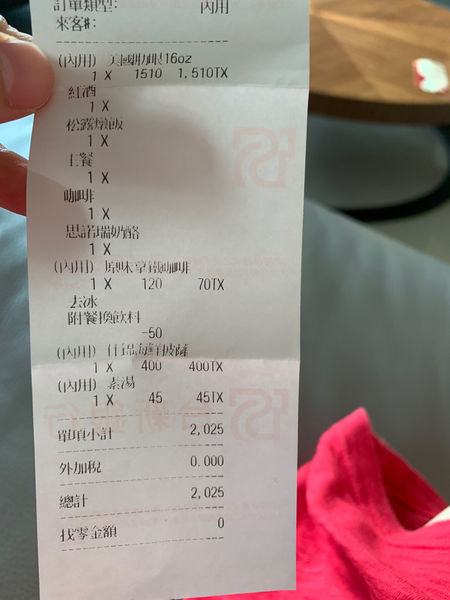 訂單類型: 內用
來客#:
(內用) 美國肋眼16oz
1 X 1510 1,510TX
紅酒
1 X
松露燉飯
1 X
主餐
1 X
咖啡
1 X
思諾瑞奶酪
1 X
(內用) 原味拿鐵咖啡
1 X 120 70TX
去冰
附餐換飲料
-50
(內用) 海鮮披薩
1 X 400 400TX
(內用) 素湯
1 X 45 45TX
單項小計 2,025
外加稅 0.000
總計 2,025
找零金額 0
台新銀行